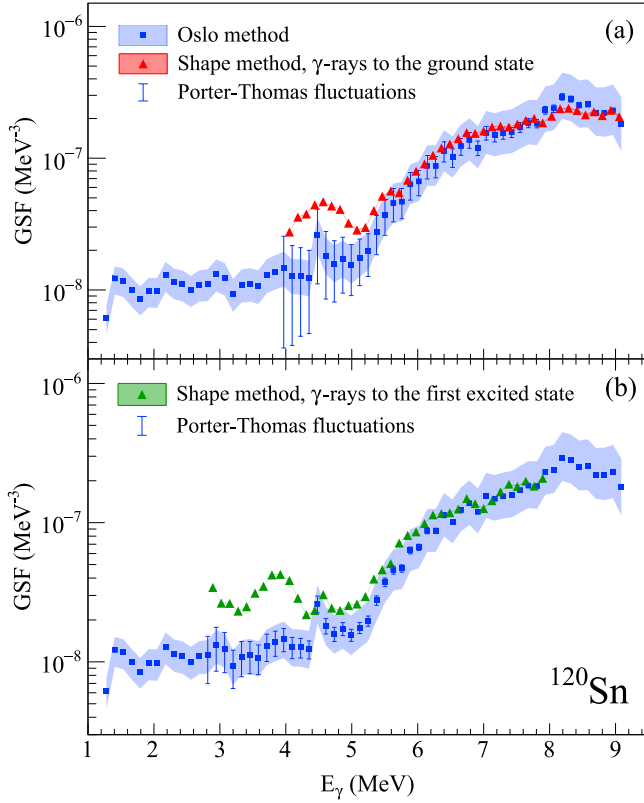 10⁻⁶
(a)
Oslo method
Shape method, γ-rays to the ground state
Porter-Thomas fluctuations
GSF (MeV⁻³)
10⁻⁷
10⁻⁸
10⁻⁶
(b)
Shape method, γ-rays to the first excited state
Porter-Thomas fluctuations
GSF (MeV⁻³)
10⁻⁷
10⁻⁸
¹²⁰Sn
1 2 3 4 5 6 7 8 9
E_γ (MeV)